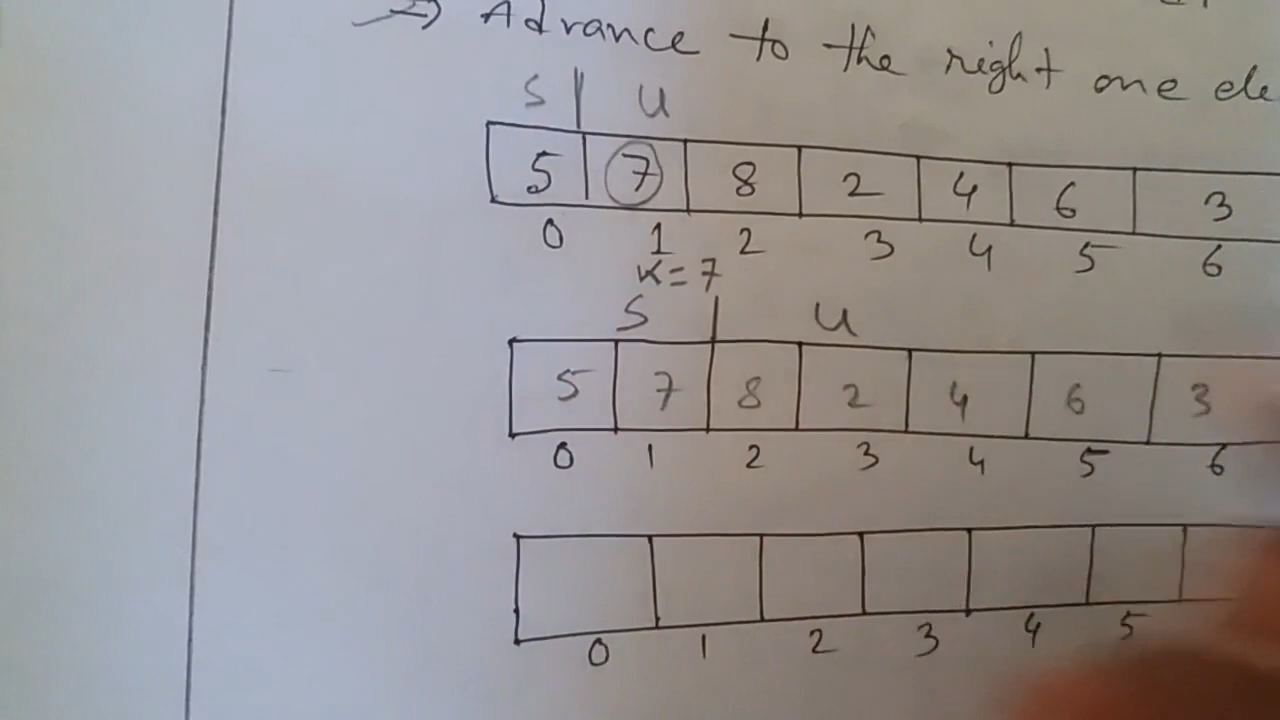 → Advance to the right one ele
S | U
5 7 8 2 4 6 3
0 1 2 3 4 5 6
K=7
S | U
5 7 8 2 4 6 3
0 1 2 3 4 5 6
0 1 2 3 4 5